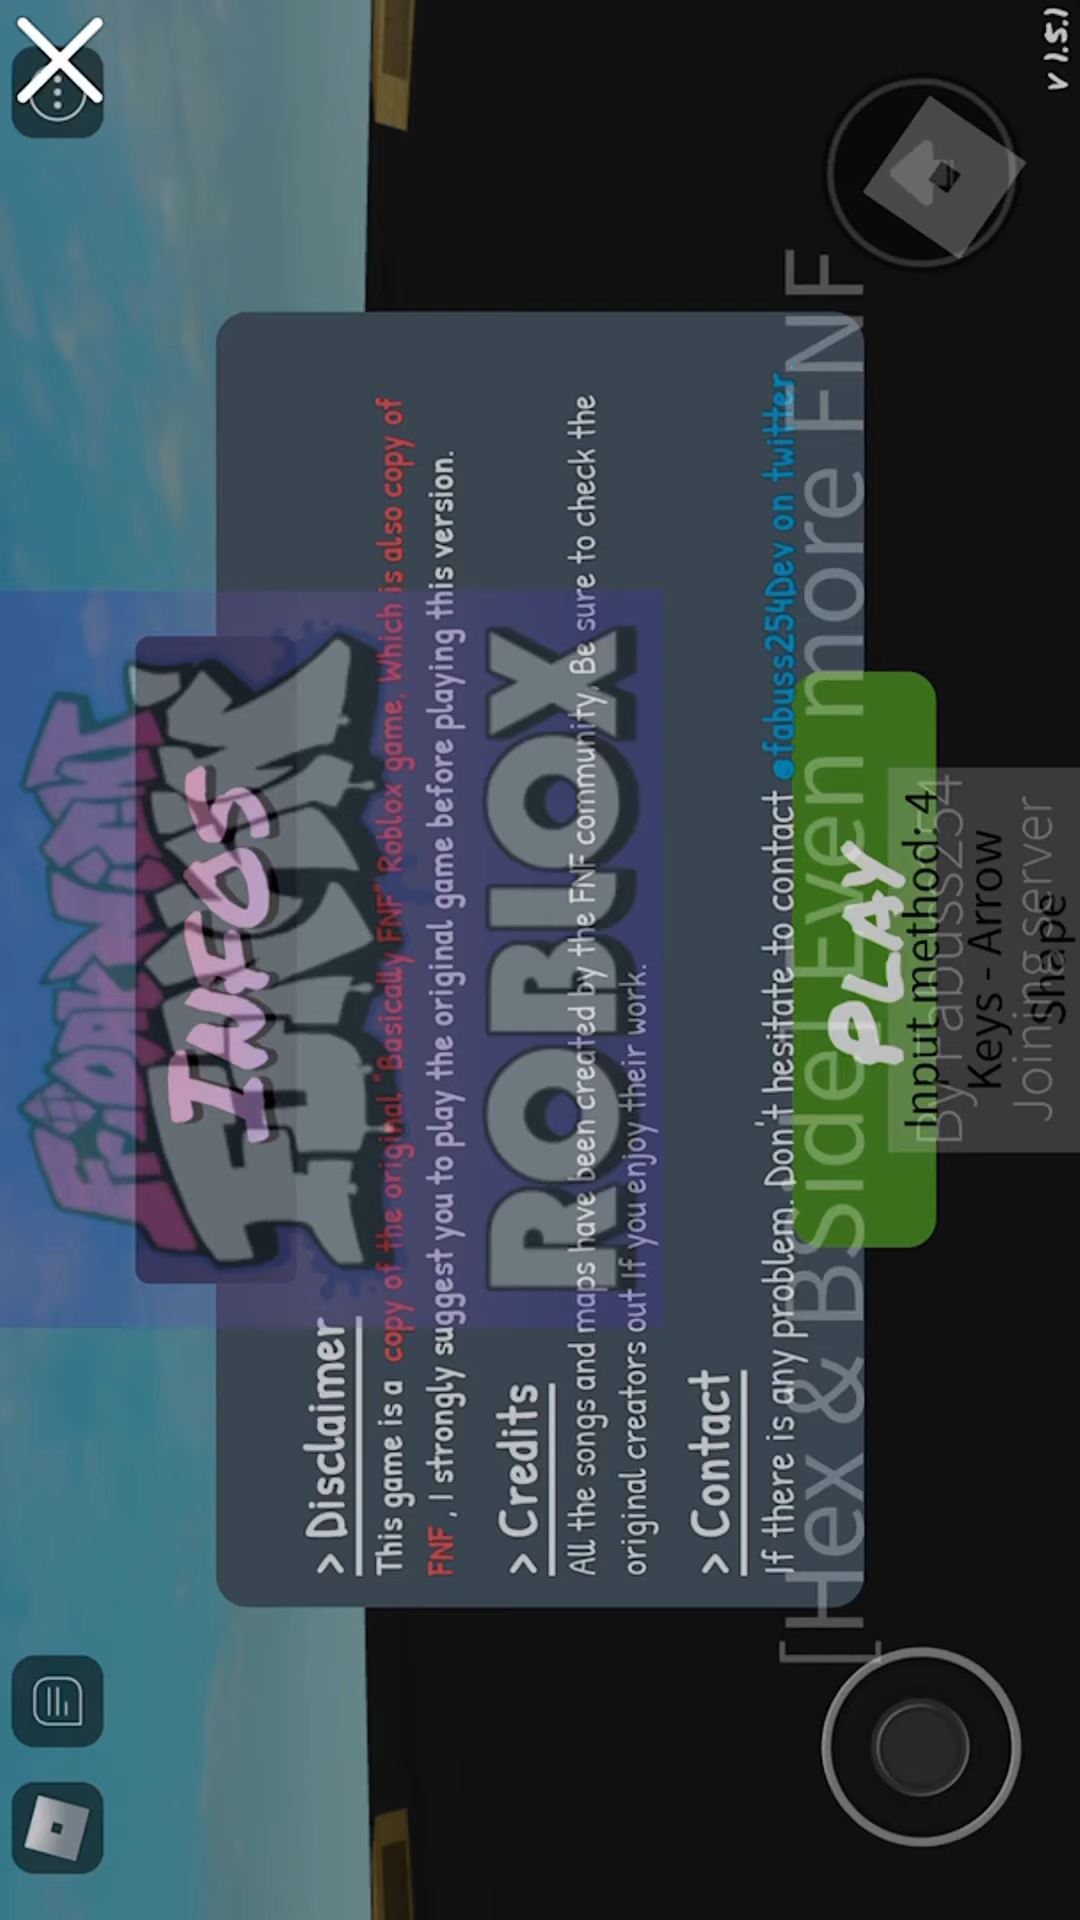 v 1.5.1
FRIDAY NIGHT
FUNKIN
INFOS
ROBLOX
> Disclaimer
This game is a copy of the original "Basically FNF" Roblox game. Which is also copy of
FNF , I strongly suggest you to play the original game before playing this version.
> Credits
All the songs and maps have been created by the FNF community. Be sure to check the
original creators out If you enjoy their work.
> Contact
If there is any problem. Don't hesitate to contact @fabuss254Dev on twitter
[Hex & BSide] Even more FNF
PLAY
By fabuss254
Input method: 4
Keys - Arrow
shape
Joining server